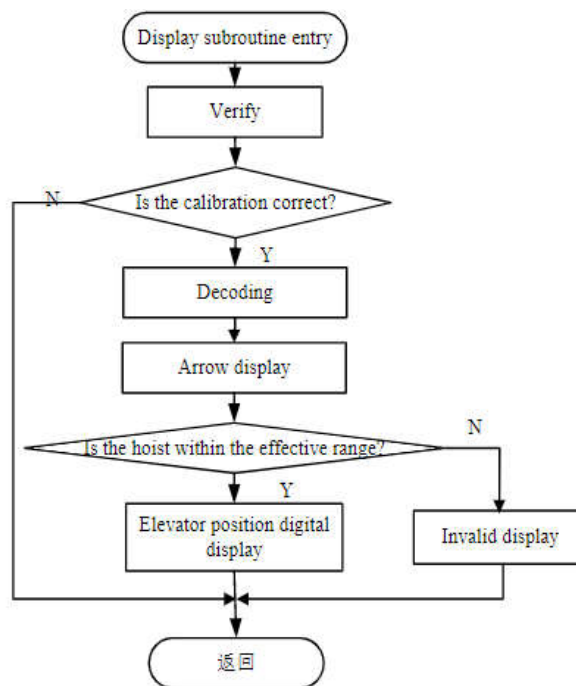 Display subroutine entry
Verify
N
Is the calibration correct?
Y
Decoding
Arrow display
Is the hoist within the effective range?
N
Y
Elevator position digital
display
Invalid display
返回